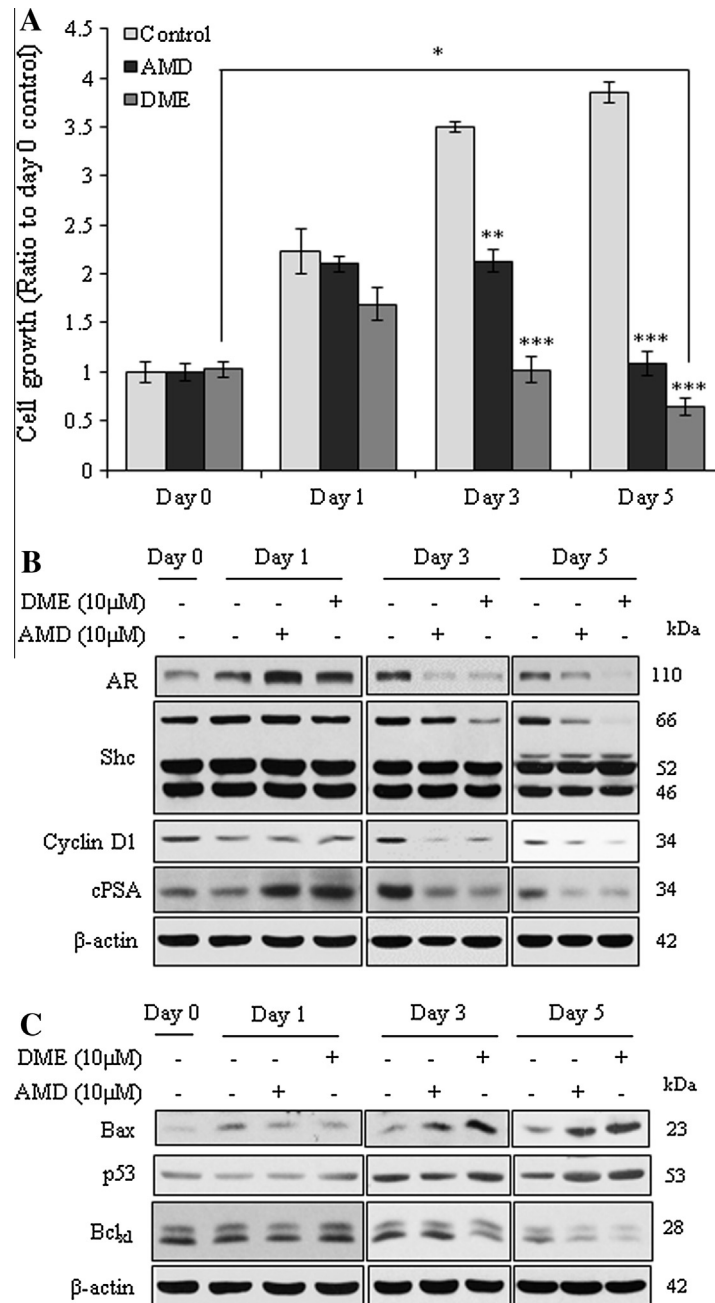 A
Cell growth (Ratio to day 0 control)
4.5
4
3.5
3
2.5
2
1.5
1
0.5
0
Control
AMD
DME
*
**
***
***
***
Day 0 Day 1 Day 3 Day 5
B
Day 0 Day 1 Day 3 Day 5
DME (10µM) - - - + - - + - - +
AMD (10µM) - - + - - + - - + - kDa
AR 110
Shc 66
52
46
Cyclin D1 34
cPSA 34
β-actin 42
C
Day 0 Day 1 Day 3 Day 5
DME (10µM) - - - + - - + - - +
AMD (10µM) - - + - - + - - + - kDa
Bax 23
p53 53
28
β-actin 42